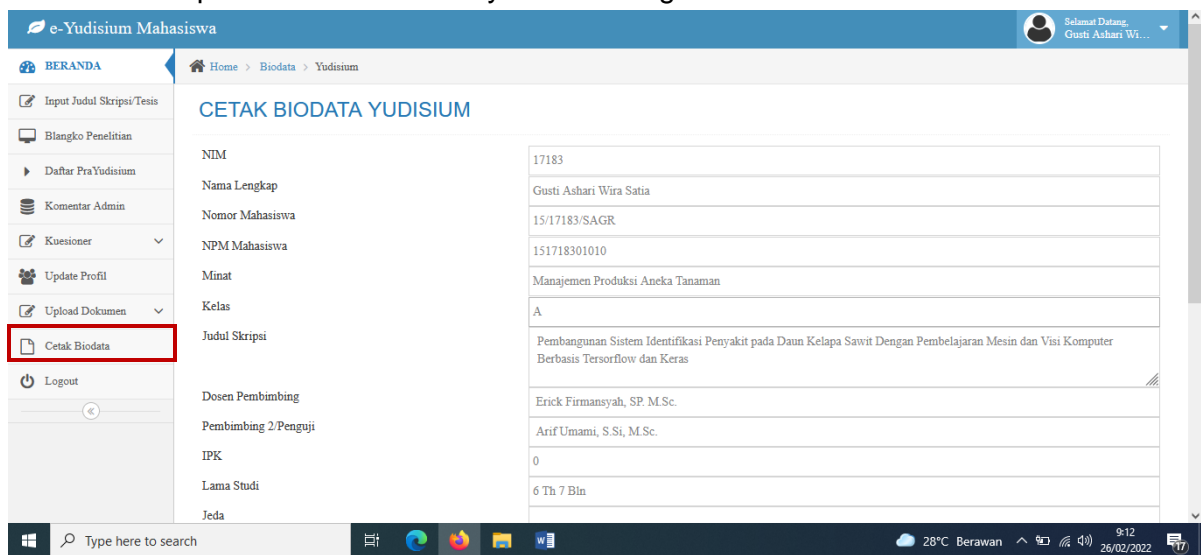 e-Yudisium Mahasiswa
Selamat Datang,
Gusti Ashari Wi...
BERANDA
Home > Biodata > Yudisium
Input Judul Skripsi/Tesis
Blangko Penelitian
Daftar PraYudisium
Komentar Admin
Kuesioner
Update Profil
Upload Dokumen
Cetak Biodata
Logout
CETAK BIODATA YUDISIUM
NIM
17183
Nama Lengkap
Gusti Ashari Wira Satia
Nomor Mahasiswa
15/17183/SAGR
NPM Mahasiswa
151718301010
Minat
Manajemen Produksi Aneka Tanaman
Kelas
A
Judul Skripsi
Pembangunan Sistem Identifikasi Penyakit pada Daun Kelapa Sawit Dengan Pembelajaran Mesin dan Visi Komputer
Berbasis Tersorflow dan Keras
Dosen Pembimbing
Erick Firmansyah, SP. M.Sc.
Pembimbing 2/Penguji
Arif Umami, S.Si, M.Sc.
IPK
0
Lama Studi
6 Th 7 Bln
Jeda
Type here to search
28°C Berawan
9:12
26/02/2022
17